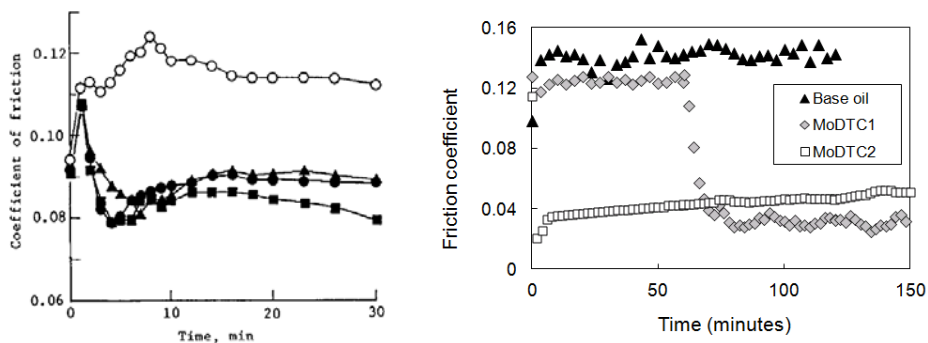 0.12
0.10
0.08
0.06
Coefficient of friction
0
5
10
20
30
Time, min
0.16
0.12
0.08
0.04
0
Friction coefficient
Base oil
MoDTC1
MoDTC2
0
50
100
150
Time (minutes)